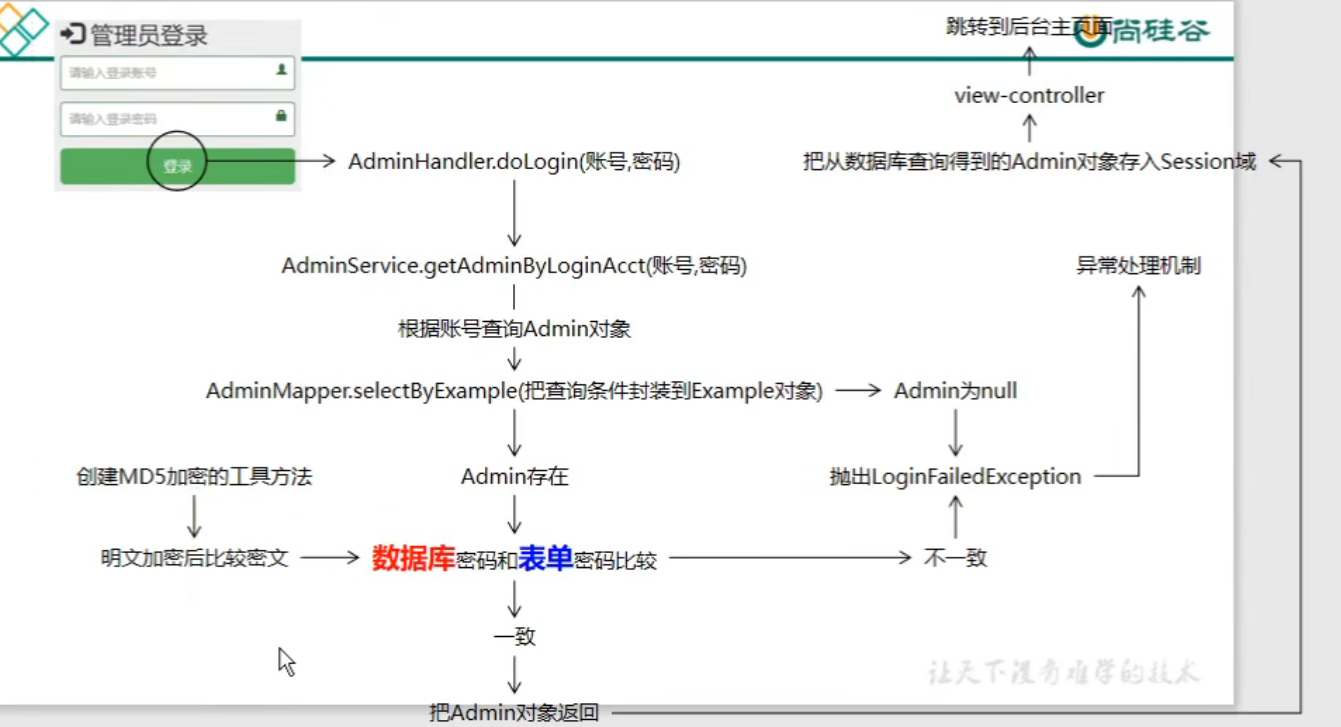 管理员登录
请输入登录账号
请输入登录密码
登录
跳转到后台主页面
尚硅谷
view-controller
AdminHandler.doLogin(账号,密码)
把从数据库查询得到的Admin对象存入Session域
AdminService.getAdminByLoginAcct(账号,密码)
异常处理机制
根据账号查询Admin对象
AdminMapper.selectByExample(把查询条件封装到Example对象)
Admin为null
创建MD5加密的工具方法
Admin存在
抛出LoginFailedException
明文加密后比较密文
数据库密码和表单密码比较
不一致
一致
让天下没有难学的技术
把Admin对象返回